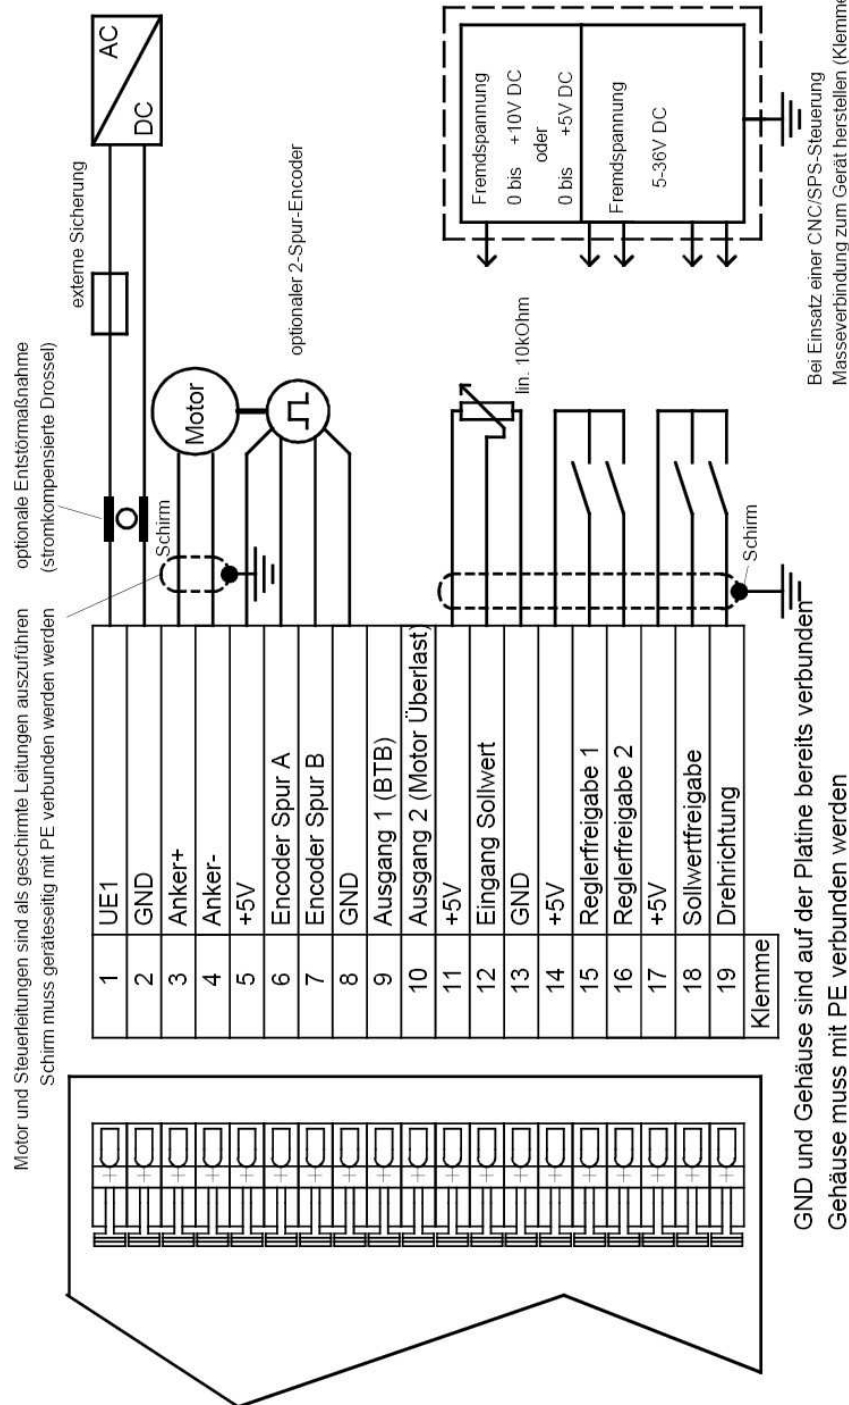 Motor und Steuerleitungen sind als geschirmte Leitungen auszuführen
Schirm muss geräteseitig mit PE verbunden werden werden
optionale Entstörmaßnahme
(stromkompensierte Drossel)
externe Sicherung
AC
DC
Schirm
Motor
optionaler 2-Spur-Encoder
1 UE1
2 GND
3 Anker+
4 Anker-
5 +5V
6 Encoder Spur A
7 Encoder Spur B
8 GND
9 Ausgang 1 (BTB)
10 Ausgang 2 (Motor Überlast)
11 +5V
12 Eingang Sollwert
13 GND
14 +5V
15 Reglerfreigabe 1
16 Reglerfreigabe 2
17 +5V
18 Sollwertfreigabe
19 Drehrichtung
Klemme
lin. 10kOhm
Schirm
Fremdspannung
0 bis +10V DC
oder
0 bis +5V DC
Fremdspannung
5-36V DC
Bei Einsatz einer CNC/SPS-Steuerung
Masseverbindung zum Gerät herstellen (Klemme
GND und Gehäuse sind auf der Platine bereits verbunden
Gehäuse muss mit PE verbunden werden